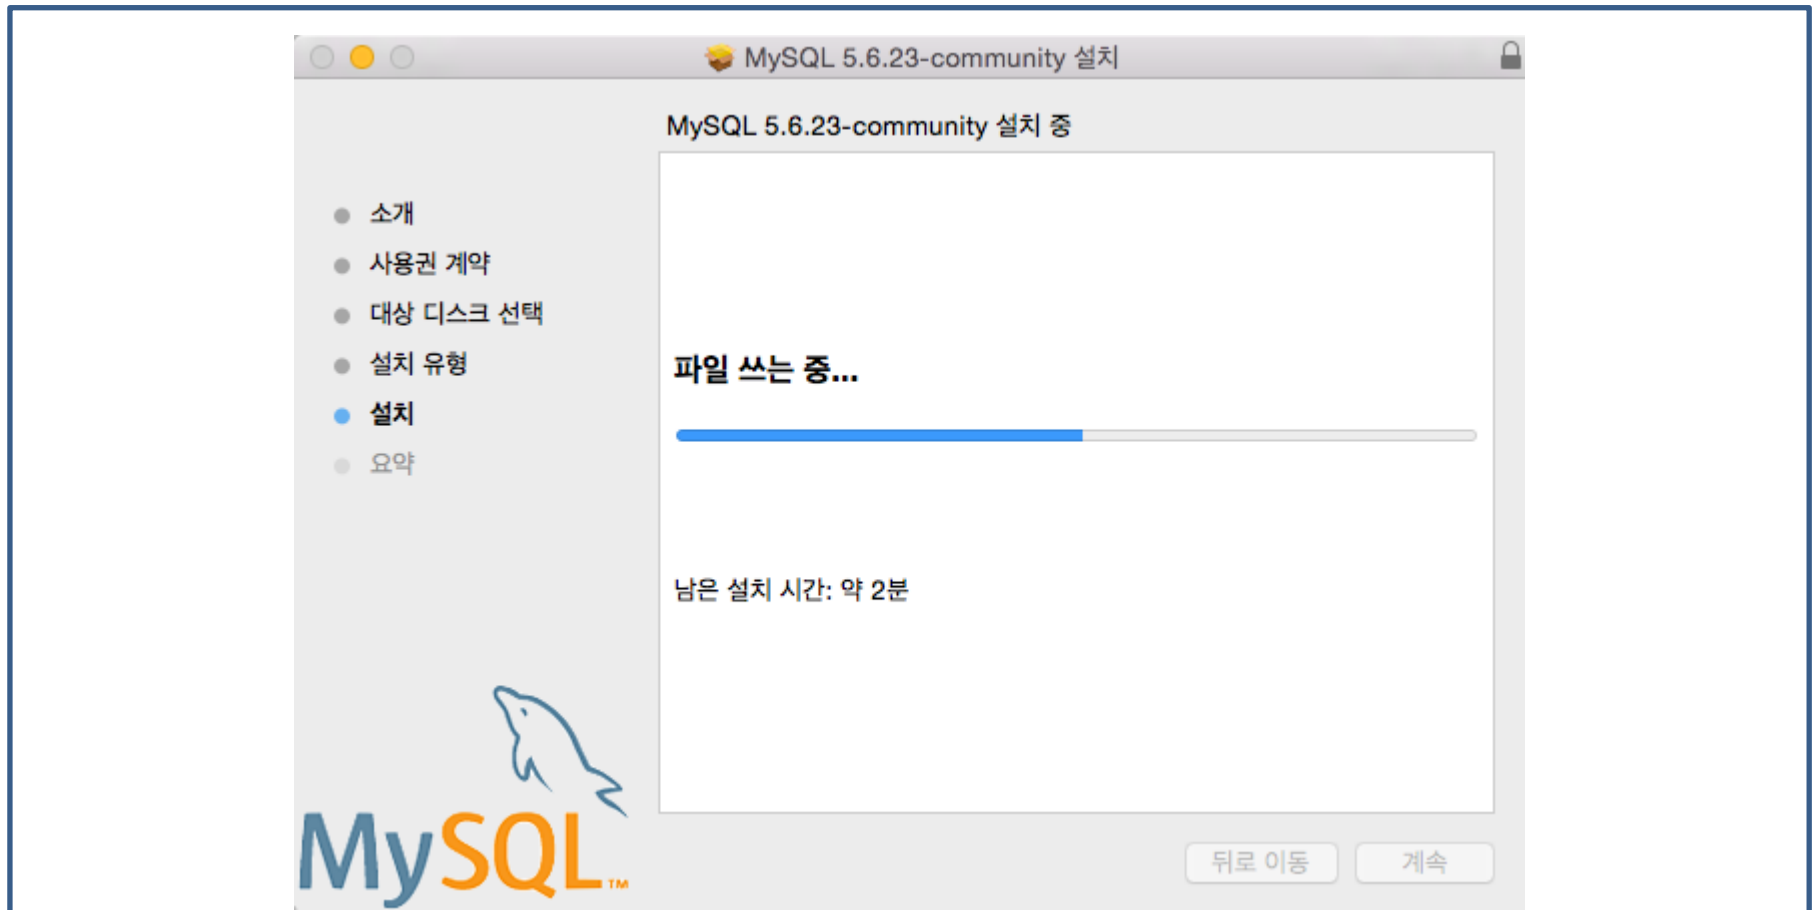 MySQL 5.6.23-community 설치
MySQL 5.6.23-community 설치 중
소개
사용권 계약
대상 디스크 선택
설치 유형
설치
요약
파일 쓰는 중...
남은 설치 시간: 약 2분
MySQL™
뒤로 이동
계속